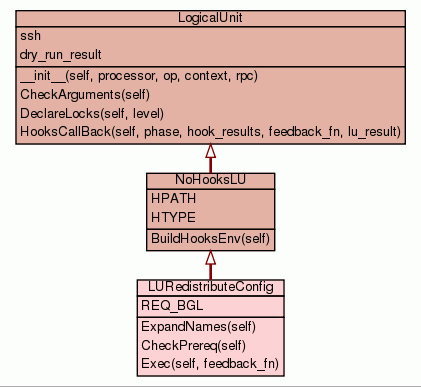 LogicalUnit
ssh
dry_run_result
__init__(self, processor, op, context, rpc)
CheckArguments(self)
DeclareLocks(self, level)
HooksCallBack(self, phase, hook_results, feedback_fn, lu_result)
NoHooksLU
HPATH
HTYPE
BuildHooksEnv(self)
LURedistributeConfig
REQ_BGL
ExpandNames(self)
CheckPrereq(self)
Exec(self, feedback_fn)